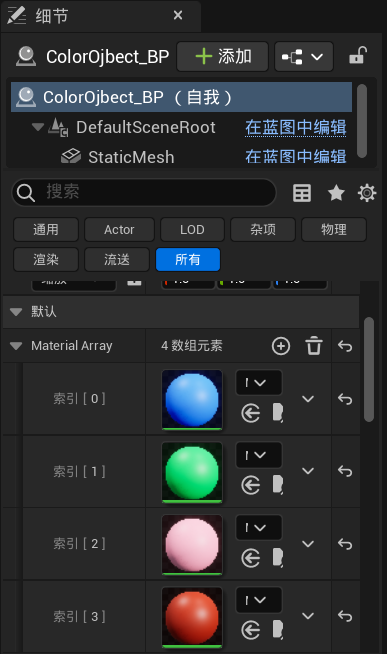 细节
ColorOjbect_BP
添加
ColorOjbect_BP （自我）
DefaultSceneRoot 在蓝图中编辑
StaticMesh 在蓝图中编辑
搜索
通用 Actor LOD 杂项 物理
渲染 流送 所有
默认
Material Array 4 数组元素
索引 [ 0 ]
索引 [ 1 ]
索引 [ 2 ]
索引 [ 3 ]